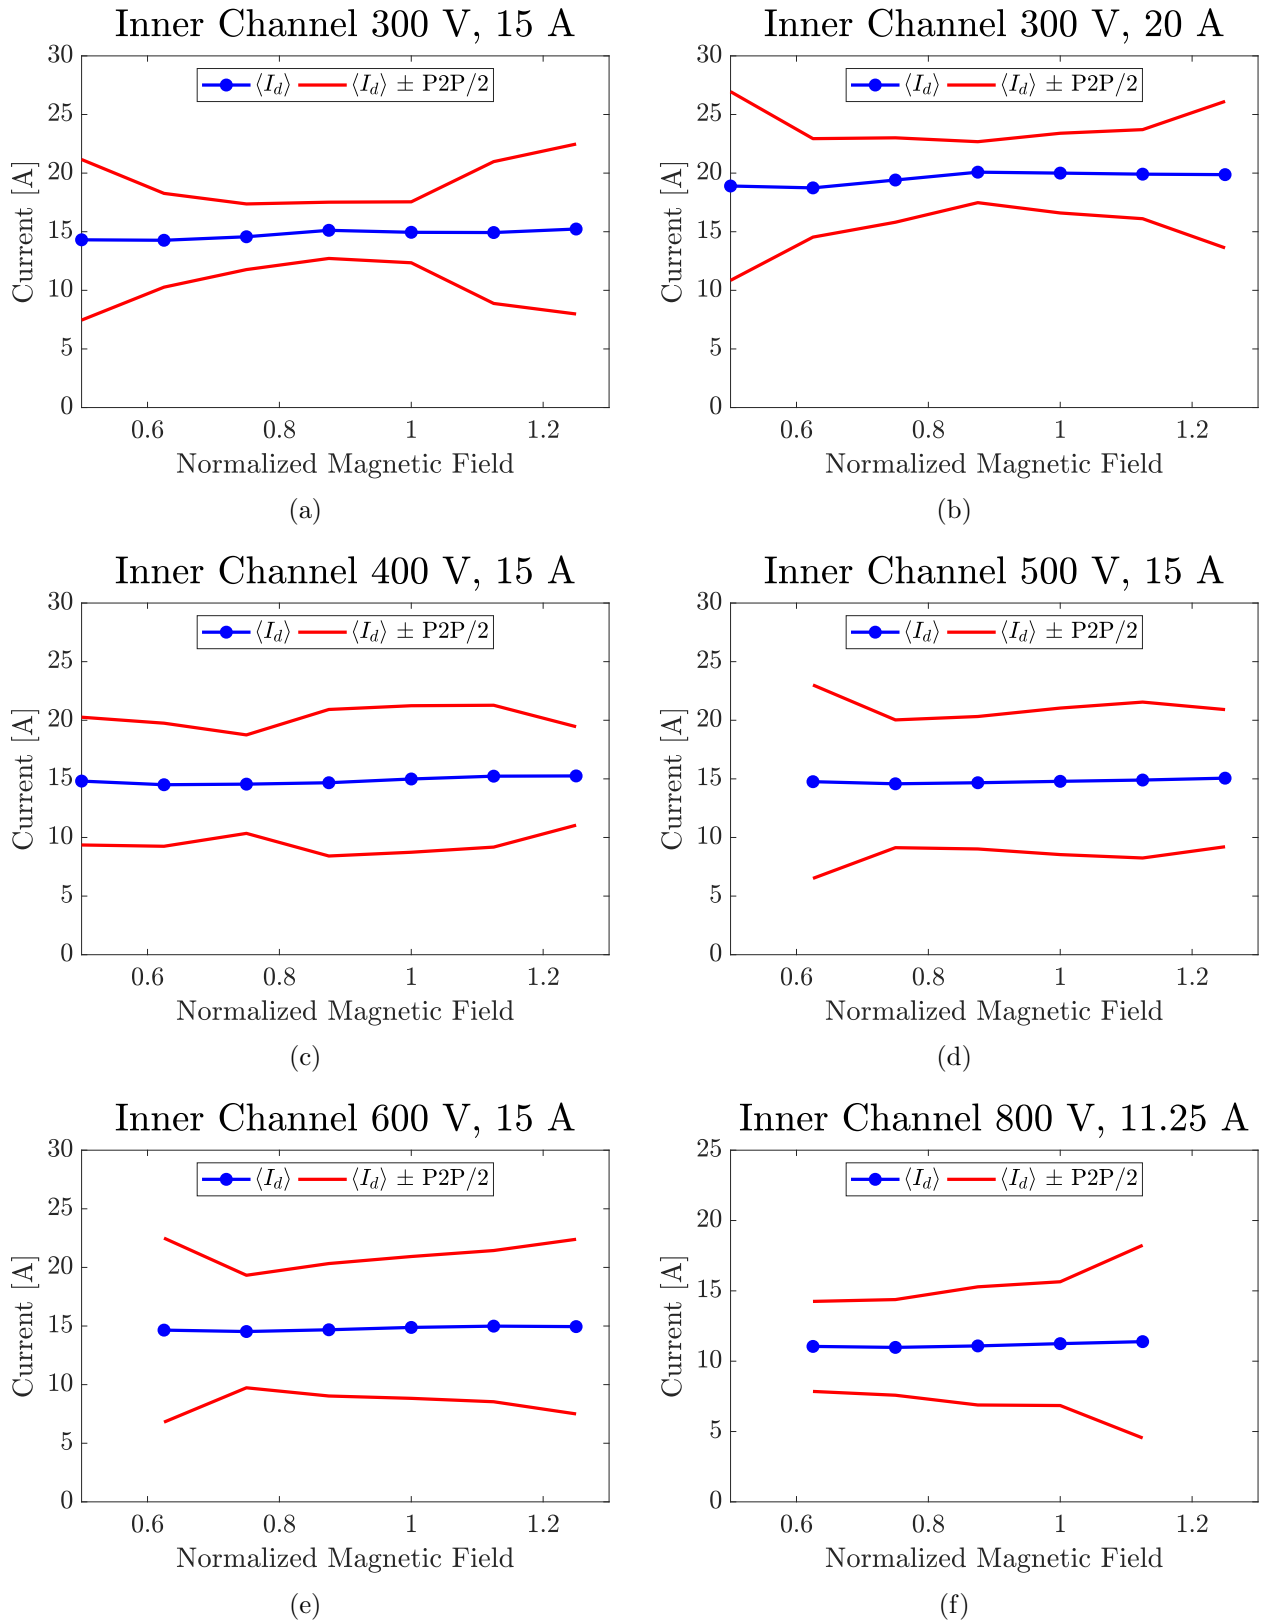 Inner Channel 300 V, 15 A
⟨I_d⟩ ⟨I_d⟩ ± P2P/2
30
25
20
15
10
5
0
Current [A]
0.6 0.8 1 1.2
Normalized Magnetic Field
(a)
Inner Channel 300 V, 20 A
⟨I_d⟩ ⟨I_d⟩ ± P2P/2
30
25
20
15
10
5
0
Current [A]
0.6 0.8 1 1.2
Normalized Magnetic Field
(b)
Inner Channel 400 V, 15 A
⟨I_d⟩ ⟨I_d⟩ ± P2P/2
30
25
20
15
10
5
0
Current [A]
0.6 0.8 1 1.2
Normalized Magnetic Field
(c)
Inner Channel 500 V, 15 A
⟨I_d⟩ ⟨I_d⟩ ± P2P/2
30
25
20
15
10
5
0
Current [A]
0.6 0.8 1 1.2
Normalized Magnetic Field
(d)
Inner Channel 600 V, 15 A
⟨I_d⟩ ⟨I_d⟩ ± P2P/2
30
25
20
15
10
5
0
Current [A]
0.6 0.8 1 1.2
Normalized Magnetic Field
(e)
Inner Channel 800 V, 11.25 A
⟨I_d⟩ ⟨I_d⟩ ± P2P/2
25
20
15
10
5
0
Current [A]
0.6 0.8 1 1.2
Normalized Magnetic Field
(f)